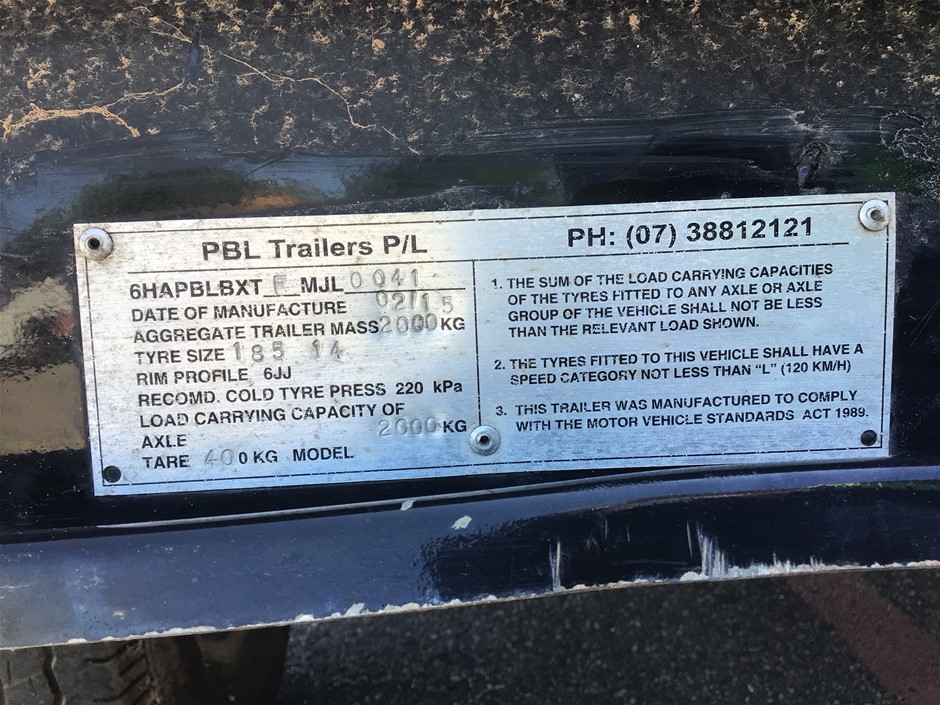 PBL Trailers P/L
PH: (07) 38812121
6HAPBLBXT F MJL 0041
DATE OF MANUFACTURE 02/15
AGGREGATE TRAILER MASS 2000 KG
TYRE SIZE 185 14
RIM PROFILE 6JJ
RECOMD. COLD TYRE PRESS 220 kPa
LOAD CARRYING CAPACITY OF
AXLE 2000 KG
TARE 400 KG MODEL
1. THE SUM OF THE LOAD CARRYING CAPACITIES
OF THE TYRES FITTED TO ANY AXLE OR AXLE
GROUP OF THE VEHICLE SHALL NOT BE LESS
THAN THE RELEVANT LOAD SHOWN.
2. THE TYRES FITTED TO THIS VEHICLE SHALL HAVE A
SPEED CATEGORY NOT LESS THAN "L" (120 KM/H)
3. THIS TRAILER WAS MANUFACTURED TO COMPLY
WITH THE MOTOR VEHICLE STANDARDS ACT 1989.